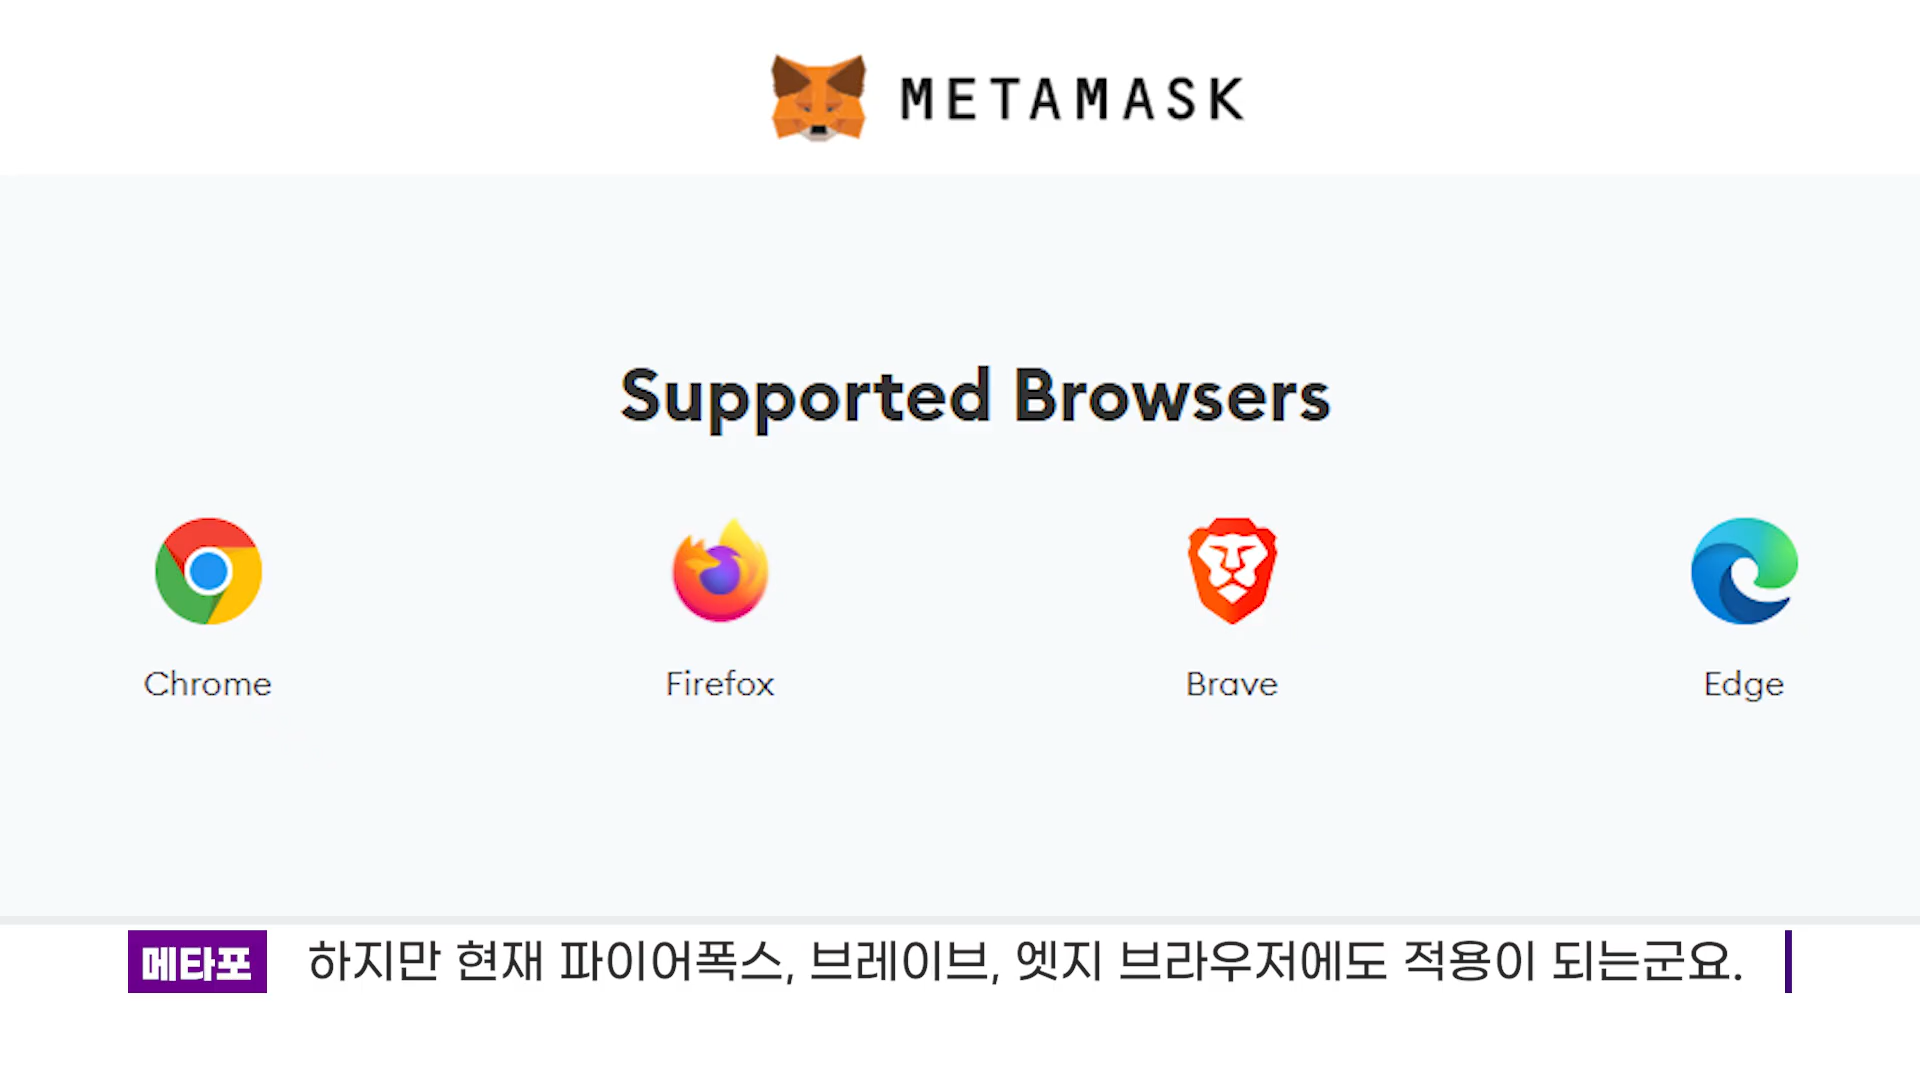 METAMASK
Supported Browsers
Chrome
Firefox
Brave
Edge
메타포
하지만 현재 파이어폭스, 브레이브, 엣지 브라우저에도 적용이 되는군요.